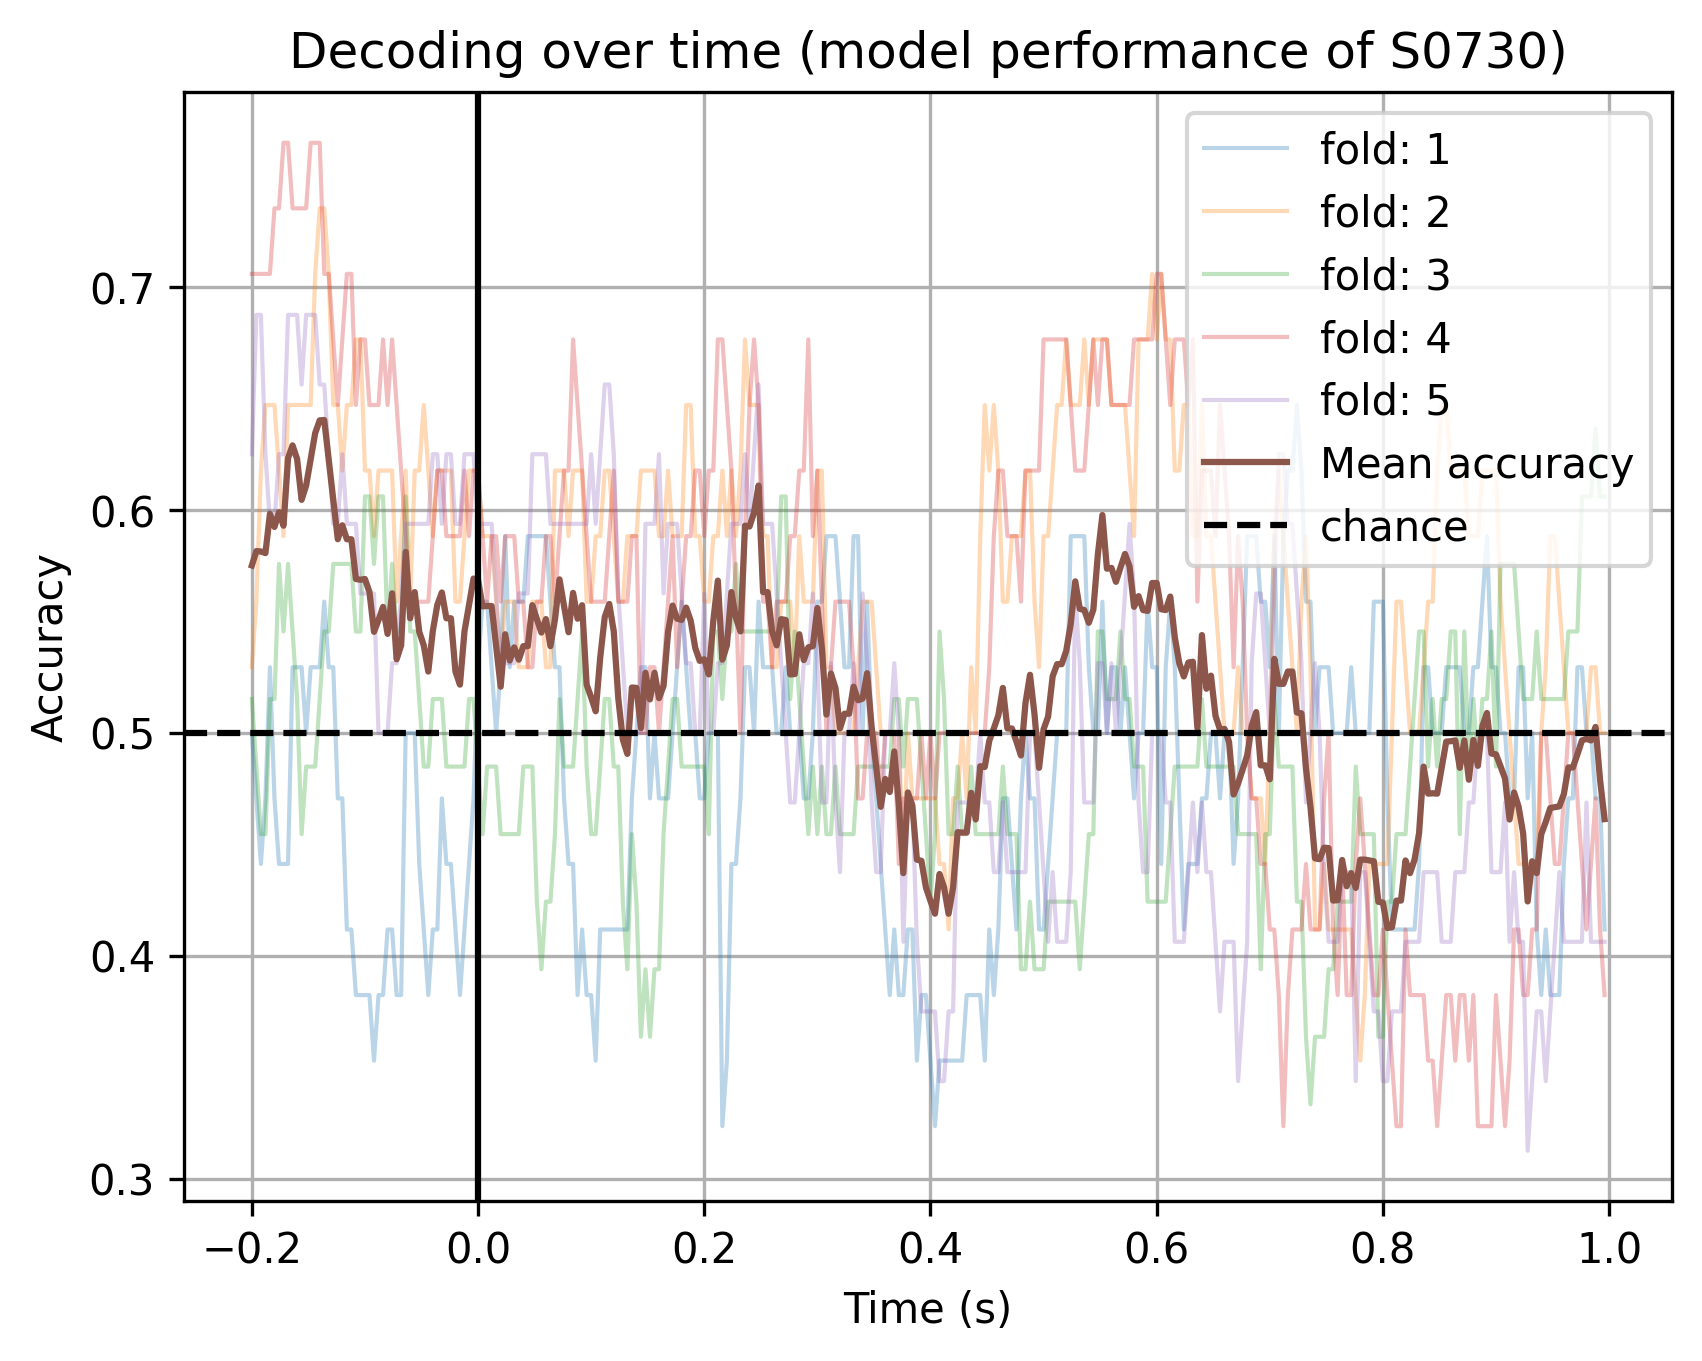 Decoding over time (model performance of S0730)
fold: 1
fold: 2
fold: 3
fold: 4
fold: 5
Mean accuracy
chance
Accuracy
0.7
0.6
0.5
0.4
0.3
−0.2 0.0 0.2 0.4 0.6 0.8 1.0
Time (s)